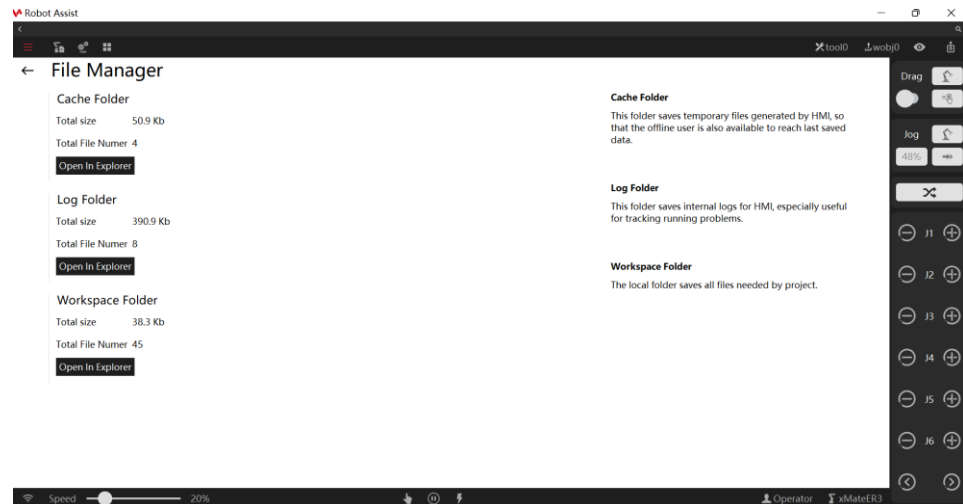 Robot Assist
tool0 wobj0
File Manager
Cache Folder
Total size 50.9 Kb
Total File Numer 4
Open In Explorer
Log Folder
Total size 390.9 Kb
Total File Numer 8
Open In Explorer
Workspace Folder
Total size 38.3 Kb
Total File Numer 45
Open In Explorer
Cache Folder
This folder saves temporary files generated by HMI, so
that the offline user is also available to reach last saved
data.
Log Folder
This folder saves internal logs for HMI, especially useful
for tracking running problems.
Workspace Folder
The local folder saves all files needed by project.
Drag
Jog
48%
J1
J2
J3
J4
J5
J6
Speed 20%
Operator xMateER3